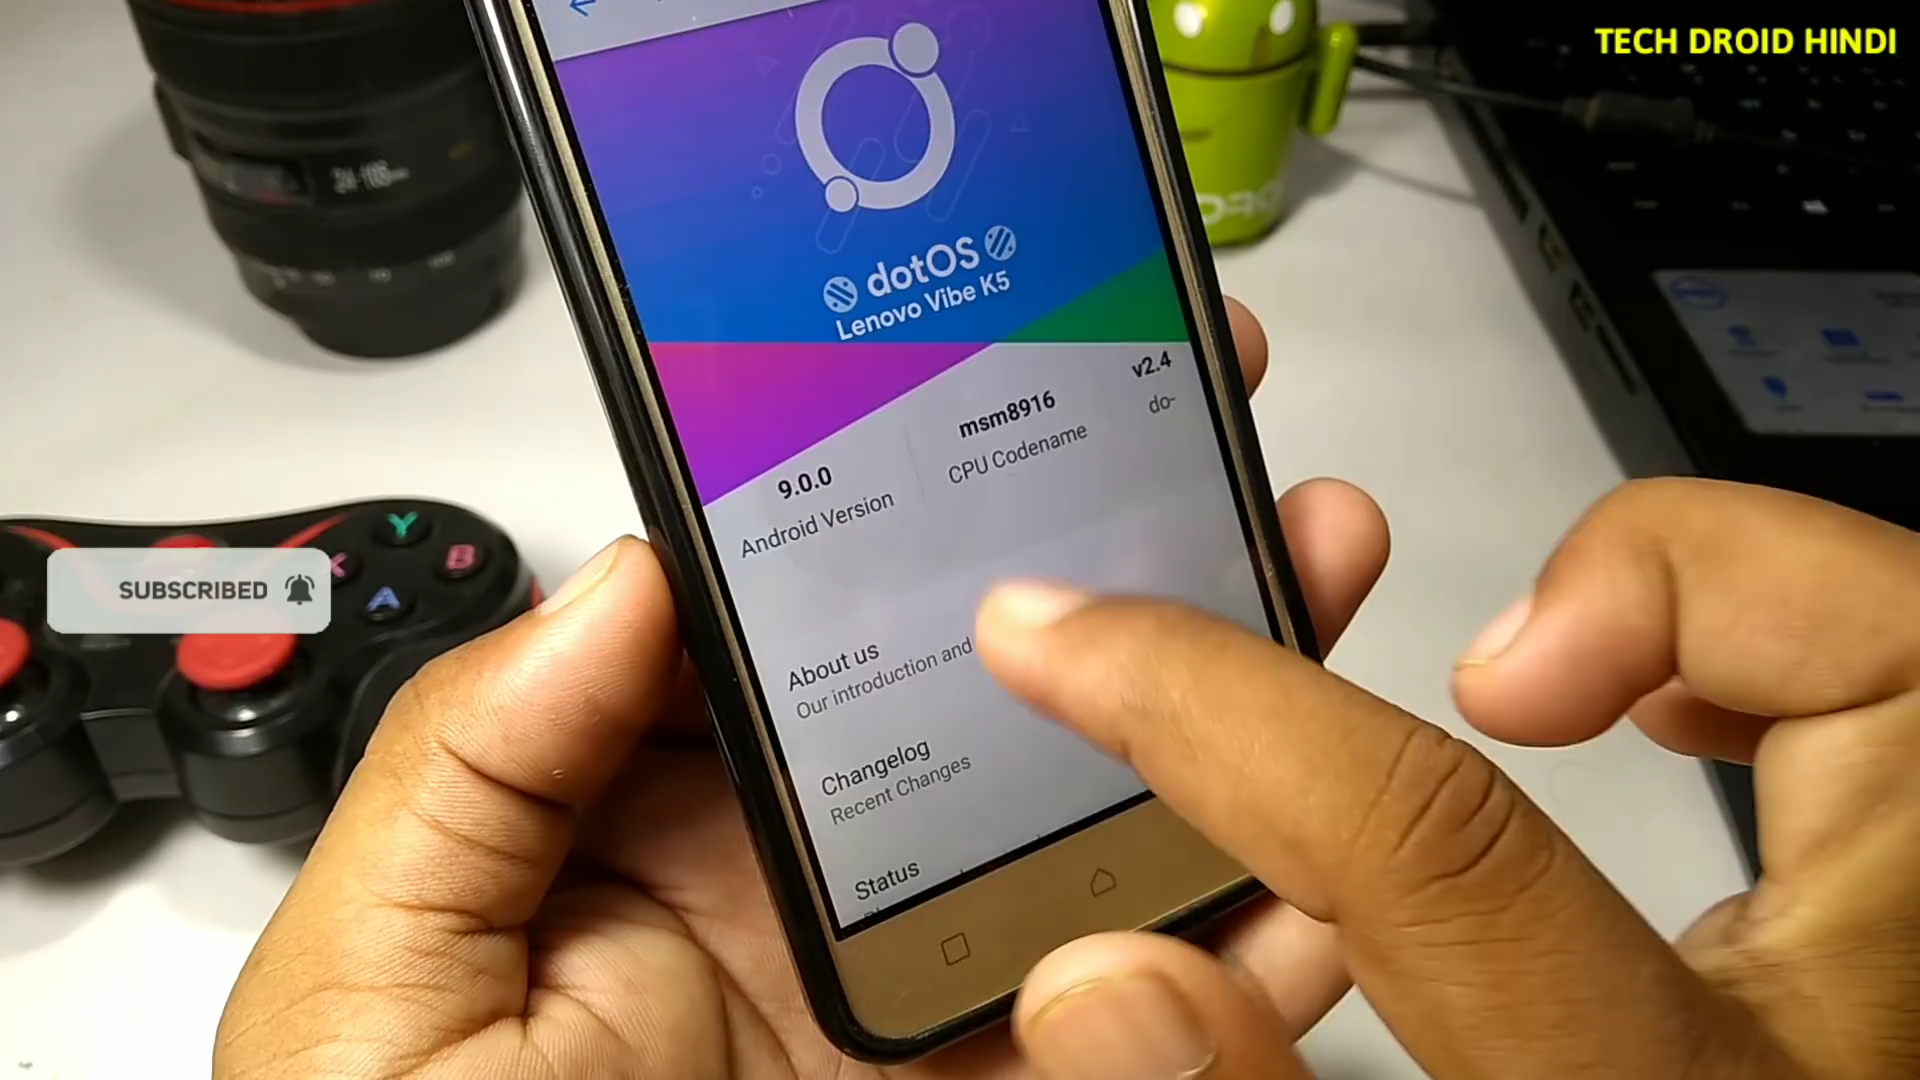 TECH DROID HINDI
dotOS
Lenovo Vibe K5
v2.4
do-
msm8916
CPU Codename
9.0.0
Android Version
About us
Our introduction and
Changelog
Recent Changes
Status
SUBSCRIBED
Y
B
A